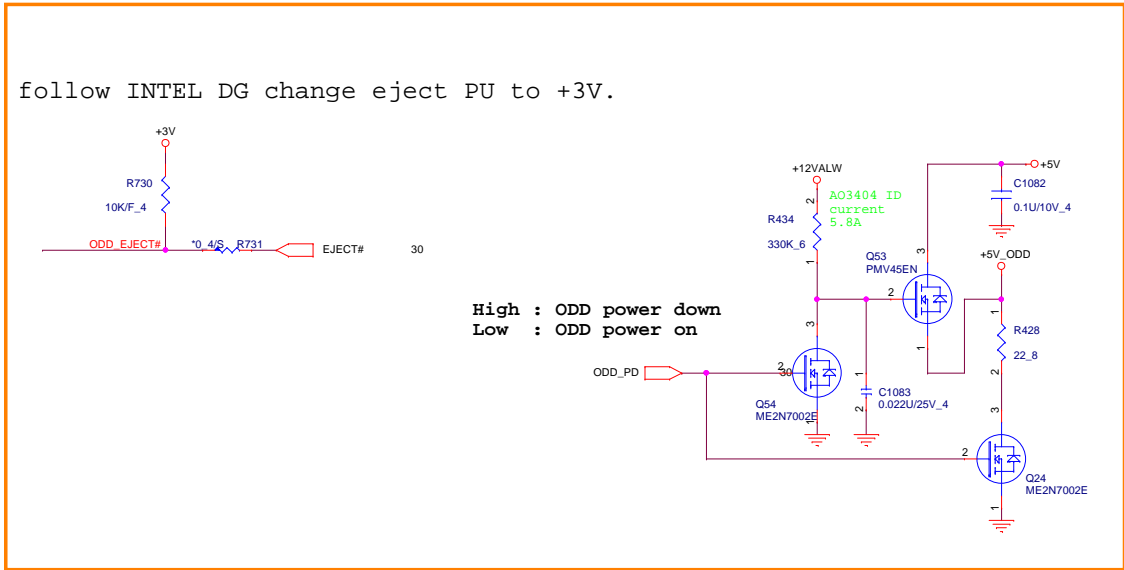 follow INTEL DG change eject PU to +3V.
+3V
R730
10K/F_4
ODD_EJECT#
*0_4/S
R731
EJECT#
30
+12VALW
2
R434
330K_6
1
AO3404 ID
current
5.8A
+5V
C1082
0.1U/10V_4
Q53
PMV45EN
3
2
1
+5V_ODD
1
R428
22_8
2
High : ODD power down
Low : ODD power on
ODD_PD
2
30
3
1
Q54
ME2N7002E
1
C1083
0.022U/25V_4
2
3
2
Q24
ME2N7002E
1